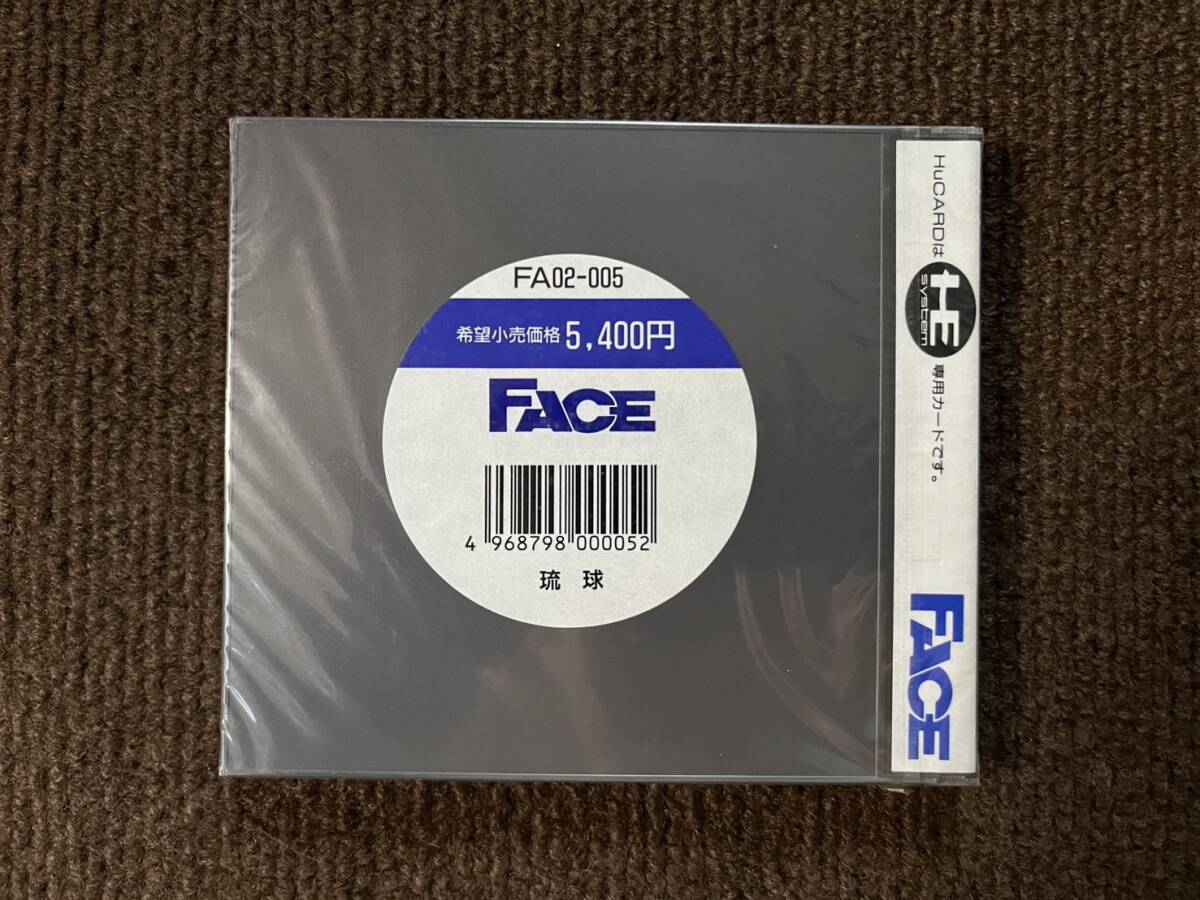 FA02-005
希望小売価格 5,400円
FACE
4 968798 000052
琉球
HuCARDは HE system 専用カードです。
FACE